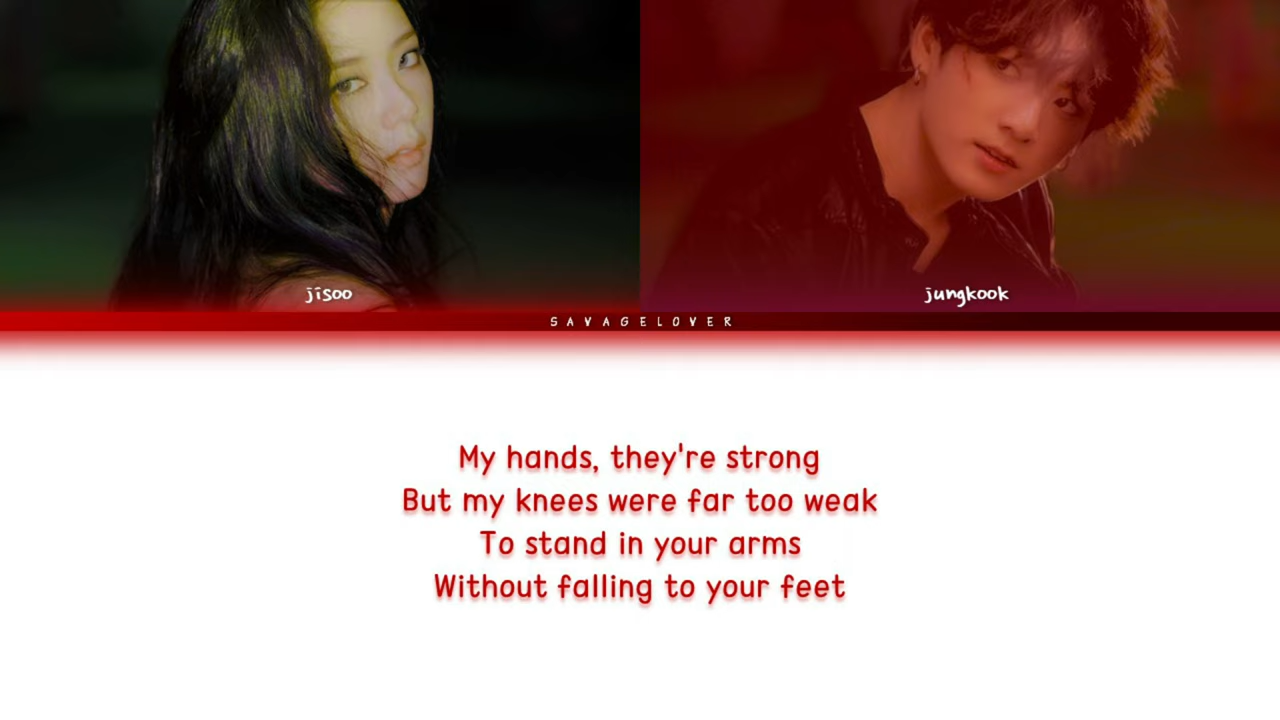 jisoo
jungkook
SAVAGELOVER
My hands, they're strong
But my knees were far too weak
To stand in your arms
Without falling to your feet